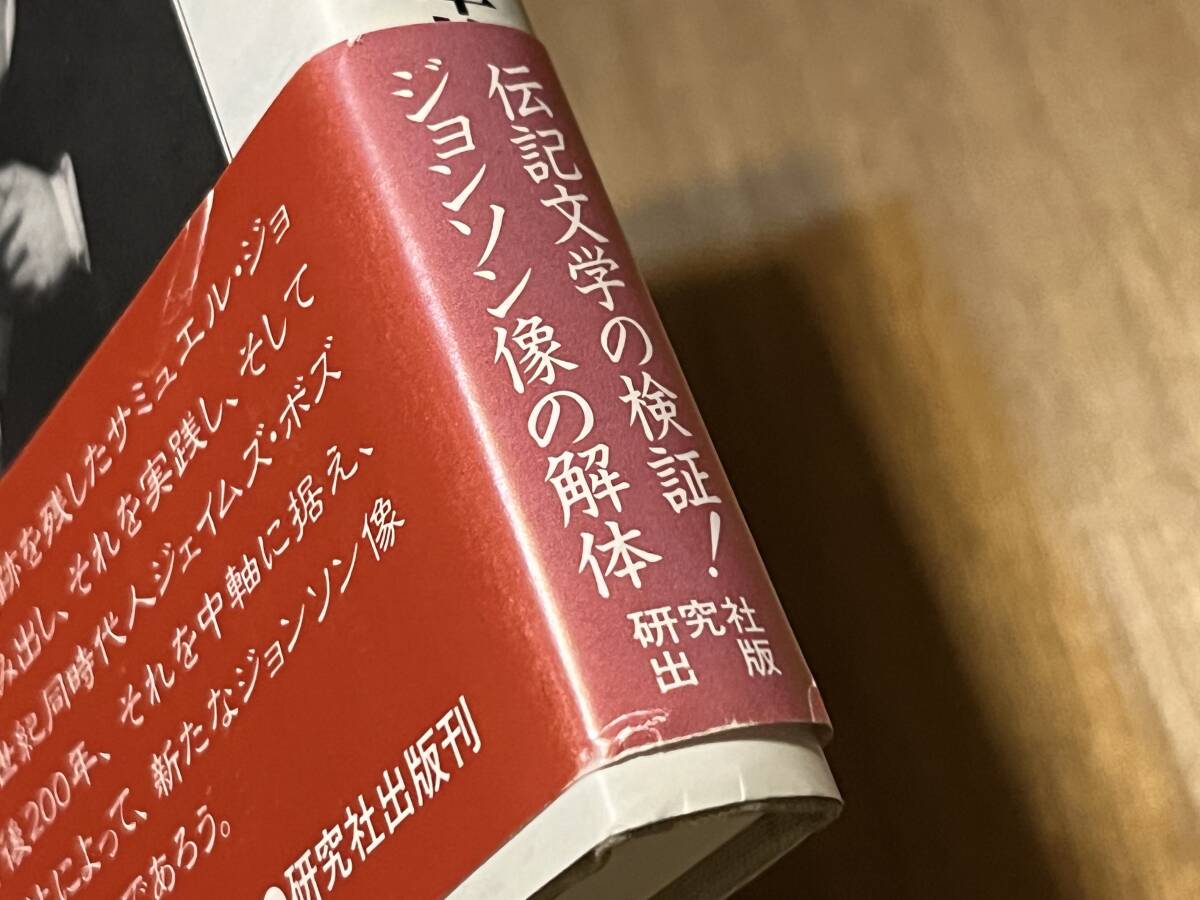 伝記文学の検証!
ジョンソン像の解体
研究社
出版
跡を残したサミュエル・ジョ
み出し、それを実践し、そして
世紀同時代人ジェイムズ・ボズ
後200年、それを中軸に据え、
によって、新たなジョンソン像
であろう。
●研究社出版刊